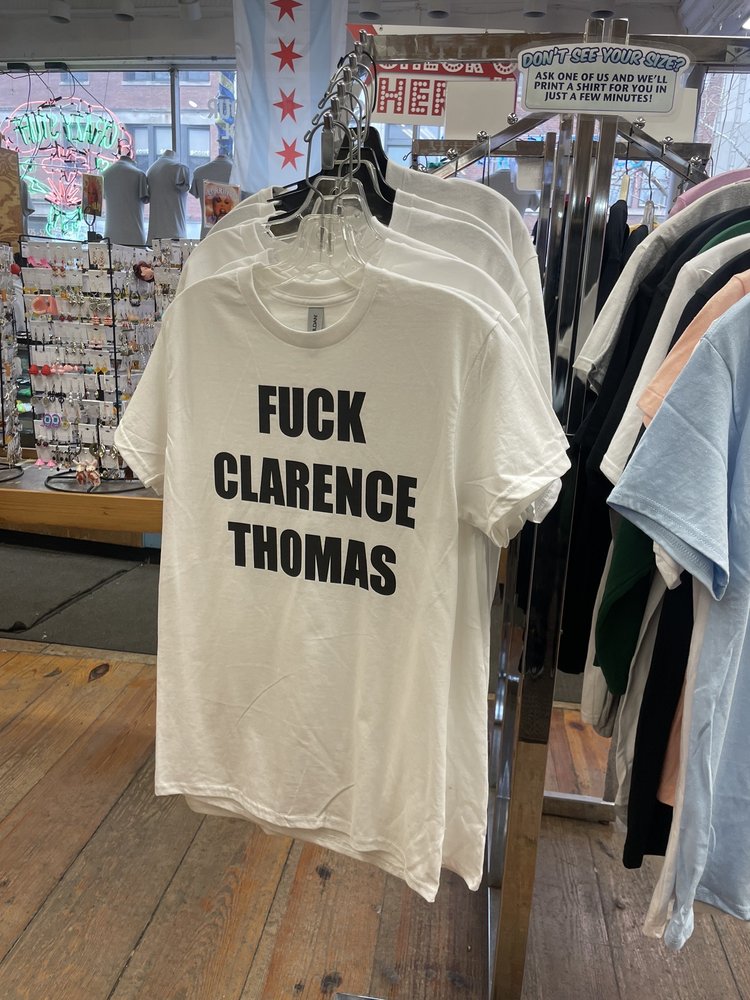 DON'T SEE YOUR SIZE?
ASK ONE OF US AND WE'LL
PRINT A SHIRT FOR YOU IN
JUST A FEW MINUTES!
FUCK
CLARENCE
THOMAS